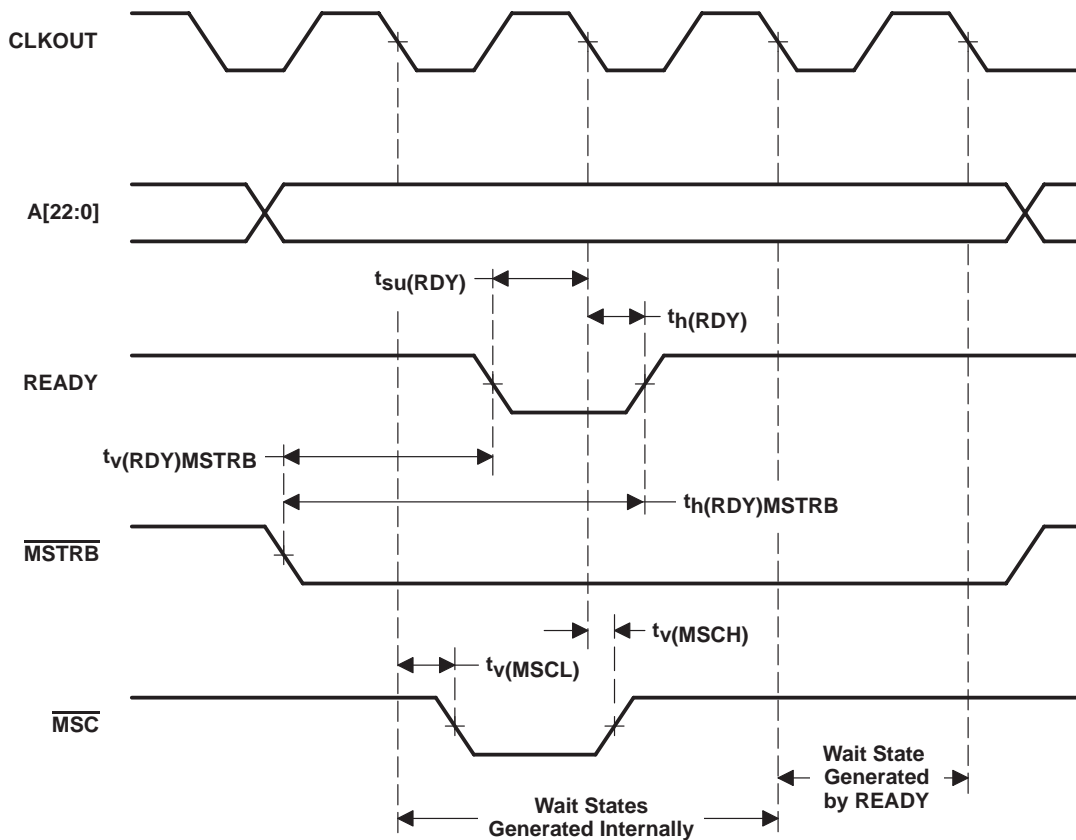 CLKOUT
A[22:0]
tsu(RDY)
th(RDY)
READY
tv(RDY)MSTRB
th(RDY)MSTRB
MSTRB
tv(MSCH)
tv(MSCL)
MSC
Wait State
Generated
by READY
Wait States
Generated Internally